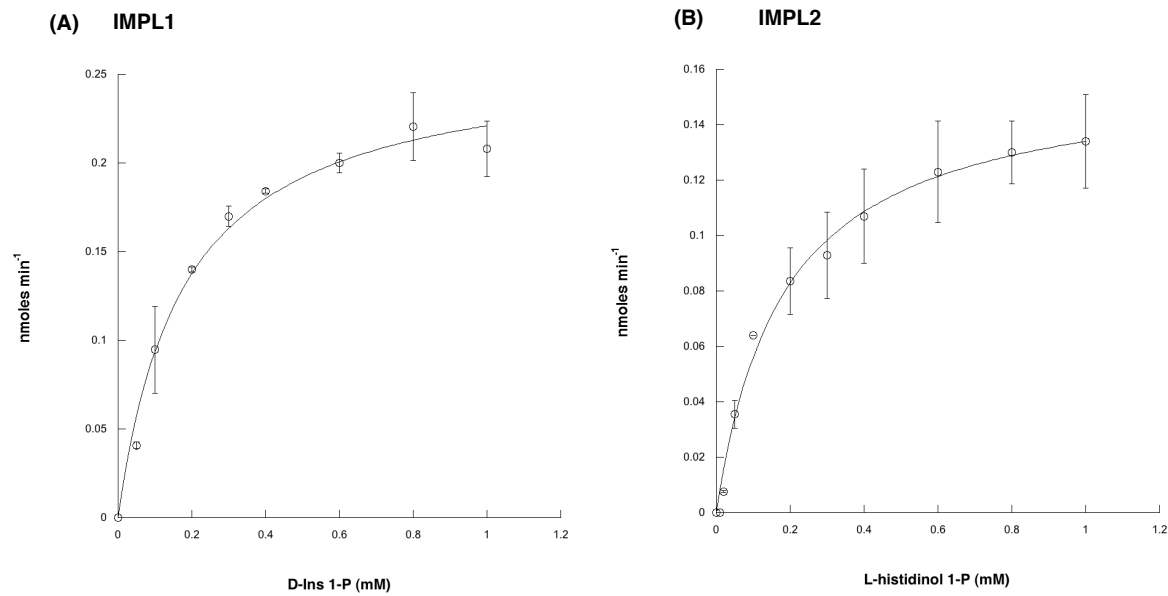 (A) IMPL1
0.25
0.2
0.15
0.1
0.05
0
0 0.2 0.4 0.6 0.8 1 1.2
nmoles min-1
D-Ins 1-P (mM)
(B) IMPL2
0.16
0.14
0.12
0.1
0.08
0.06
0.04
0.02
0
0 0.2 0.4 0.6 0.8 1 1.2
nmoles min-1
L-histidinol 1-P (mM)